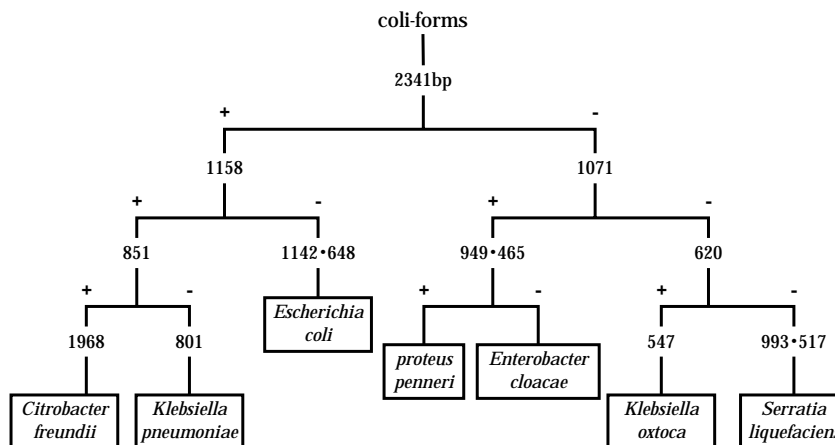 coli-forms
2341bp
+ -
1158 1071
+ - + -
851 1142•648 949•465 620
+ - + - + -
Escherichia
coli
1968 801 547 993•517
proteus
penneri
Enterobacter
cloacae
Citrobacter
freundii
Klebsiella
pneumoniae
Klebsiella
oxtoca
Serratia
liquefaciens